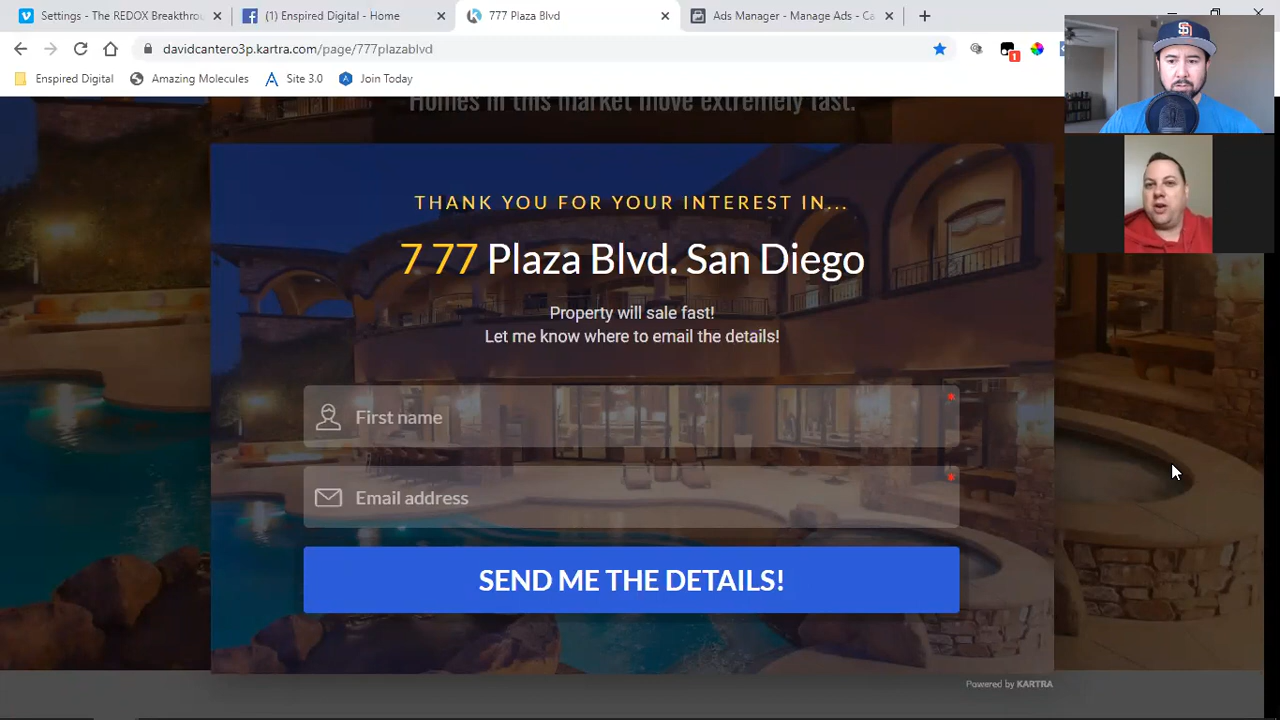 Settings - The REDOX Breakthrou
(1) Enspired Digital - Home
777 Plaza Blvd
Ads Manager - Manage Ads - Ca
davidcantero3p.kartra.com/page/777plazablvd
1
Enspired Digital
Amazing Molecules
Site 3.0
Join Today
Homes in this market move extremely fast.
THANK YOU FOR YOUR INTEREST IN...
7 77 Plaza Blvd. San Diego
Property will sale fast!
Let me know where to email the details!
First name *
Email address *
SEND ME THE DETAILS!
Powered by KARTRA